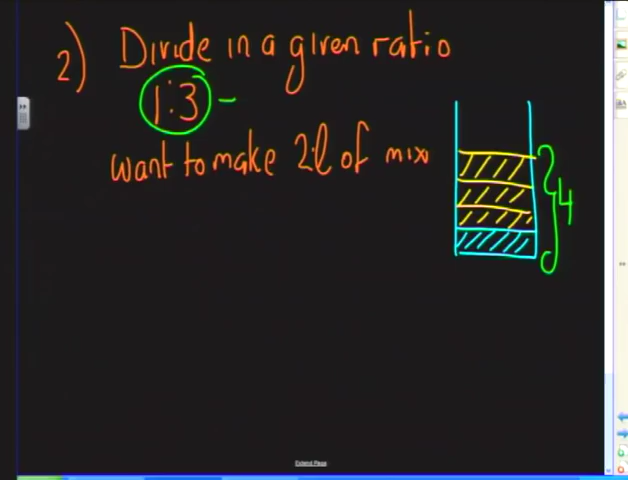 2) Divide in a given ratio
1:3 -
want to make 2l of mix
4
Extend Page